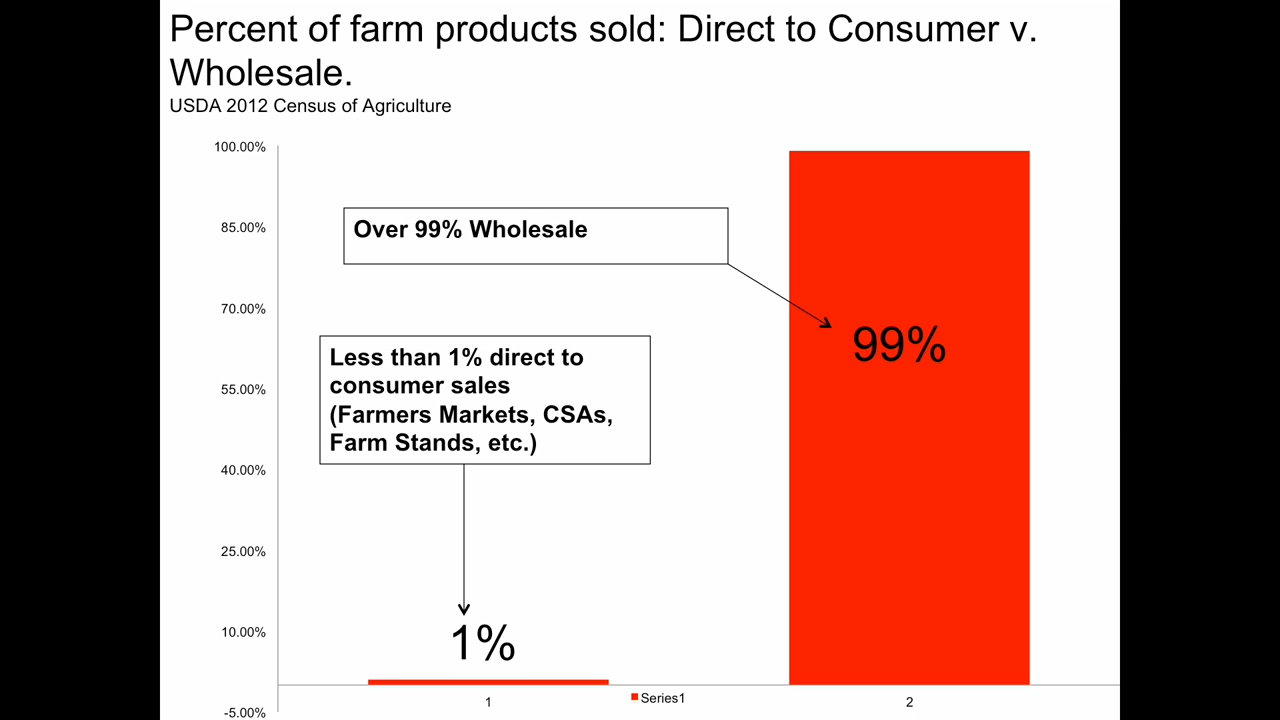 Percent of farm products sold: Direct to Consumer v.
Wholesale.
USDA 2012 Census of Agriculture
100.00%
85.00%
70.00%
55.00%
40.00%
25.00%
10.00%
-5.00%
Over 99% Wholesale
99%
Less than 1% direct to
consumer sales
(Farmers Markets, CSAs,
Farm Stands, etc.)
1%
1
2
Series1